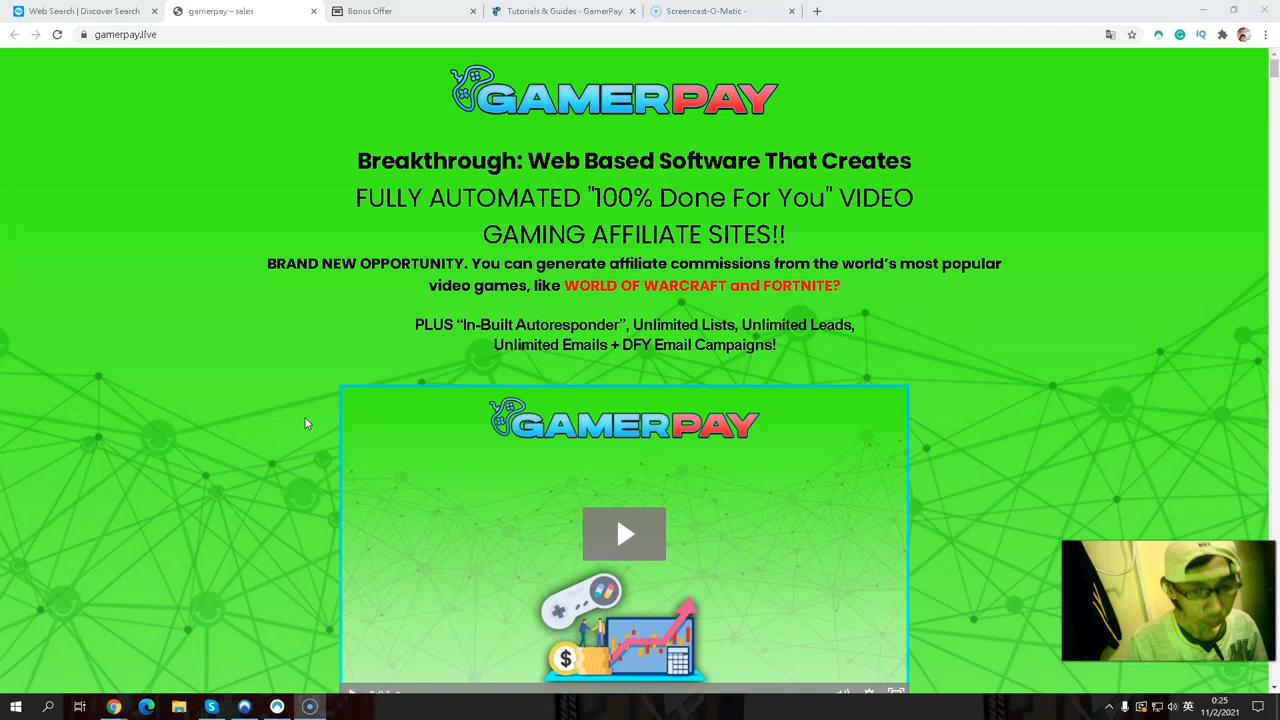 Web Search | Discover Search
gamerpay – sales
Bonus Offer
Tutorials & Guides - GamerPay
Screencast-O-Matic -
gamerpay.live
GAMERPAY
Breakthrough: Web Based Software That Creates
FULLY AUTOMATED "100% Done For You" VIDEO
GAMING AFFILIATE SITES!!
BRAND NEW OPPORTUNITY. You can generate affiliate commissions from the world's most popular
video games, like WORLD OF WARCRAFT and FORTNITE?
PLUS “In-Built Autoresponder”, Unlimited Lists, Unlimited Leads,
Unlimited Emails + DFY Email Campaigns!
GAMERPAY
$
IQ
英
0:25
11/2/2021